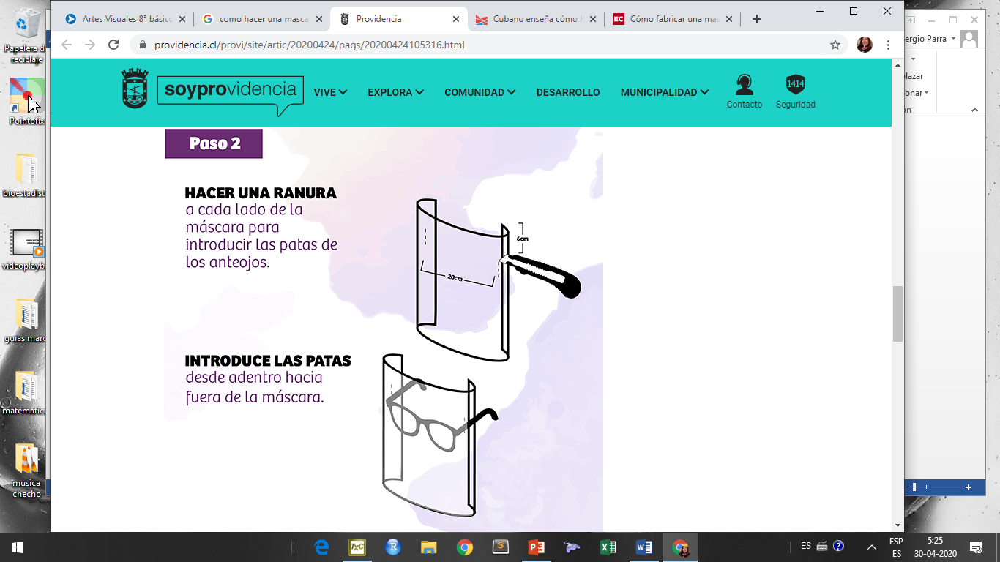 Artes Visuales 8° básico
como hacer una masca
Providencia
Cubano enseña cómo h
EC
Cómo fabricar una mas
providencia.cl/provi/site/artic/20200424/pags/20200424105316.html
soyprovidencia
VIVE
EXPLORA
COMUNIDAD
DESARROLLO
MUNICIPALIDAD
Contacto
1414
Seguridad
Paso 2
HACER UNA RANURA
a cada lado de la
máscara para
introducir las patas de
los anteojos.
6cm
20cm
INTRODUCE LAS PATAS
desde adentro hacia
fuera de la máscara.
Papelera d
reciclaje
Pointofix
bioestadist
videoplayb
guias marc
matematic
musica
checho
ergio Parra
lazar
ionar
ón
TXC
R
S
ES
ESP
ES
5:25
30-04-2020